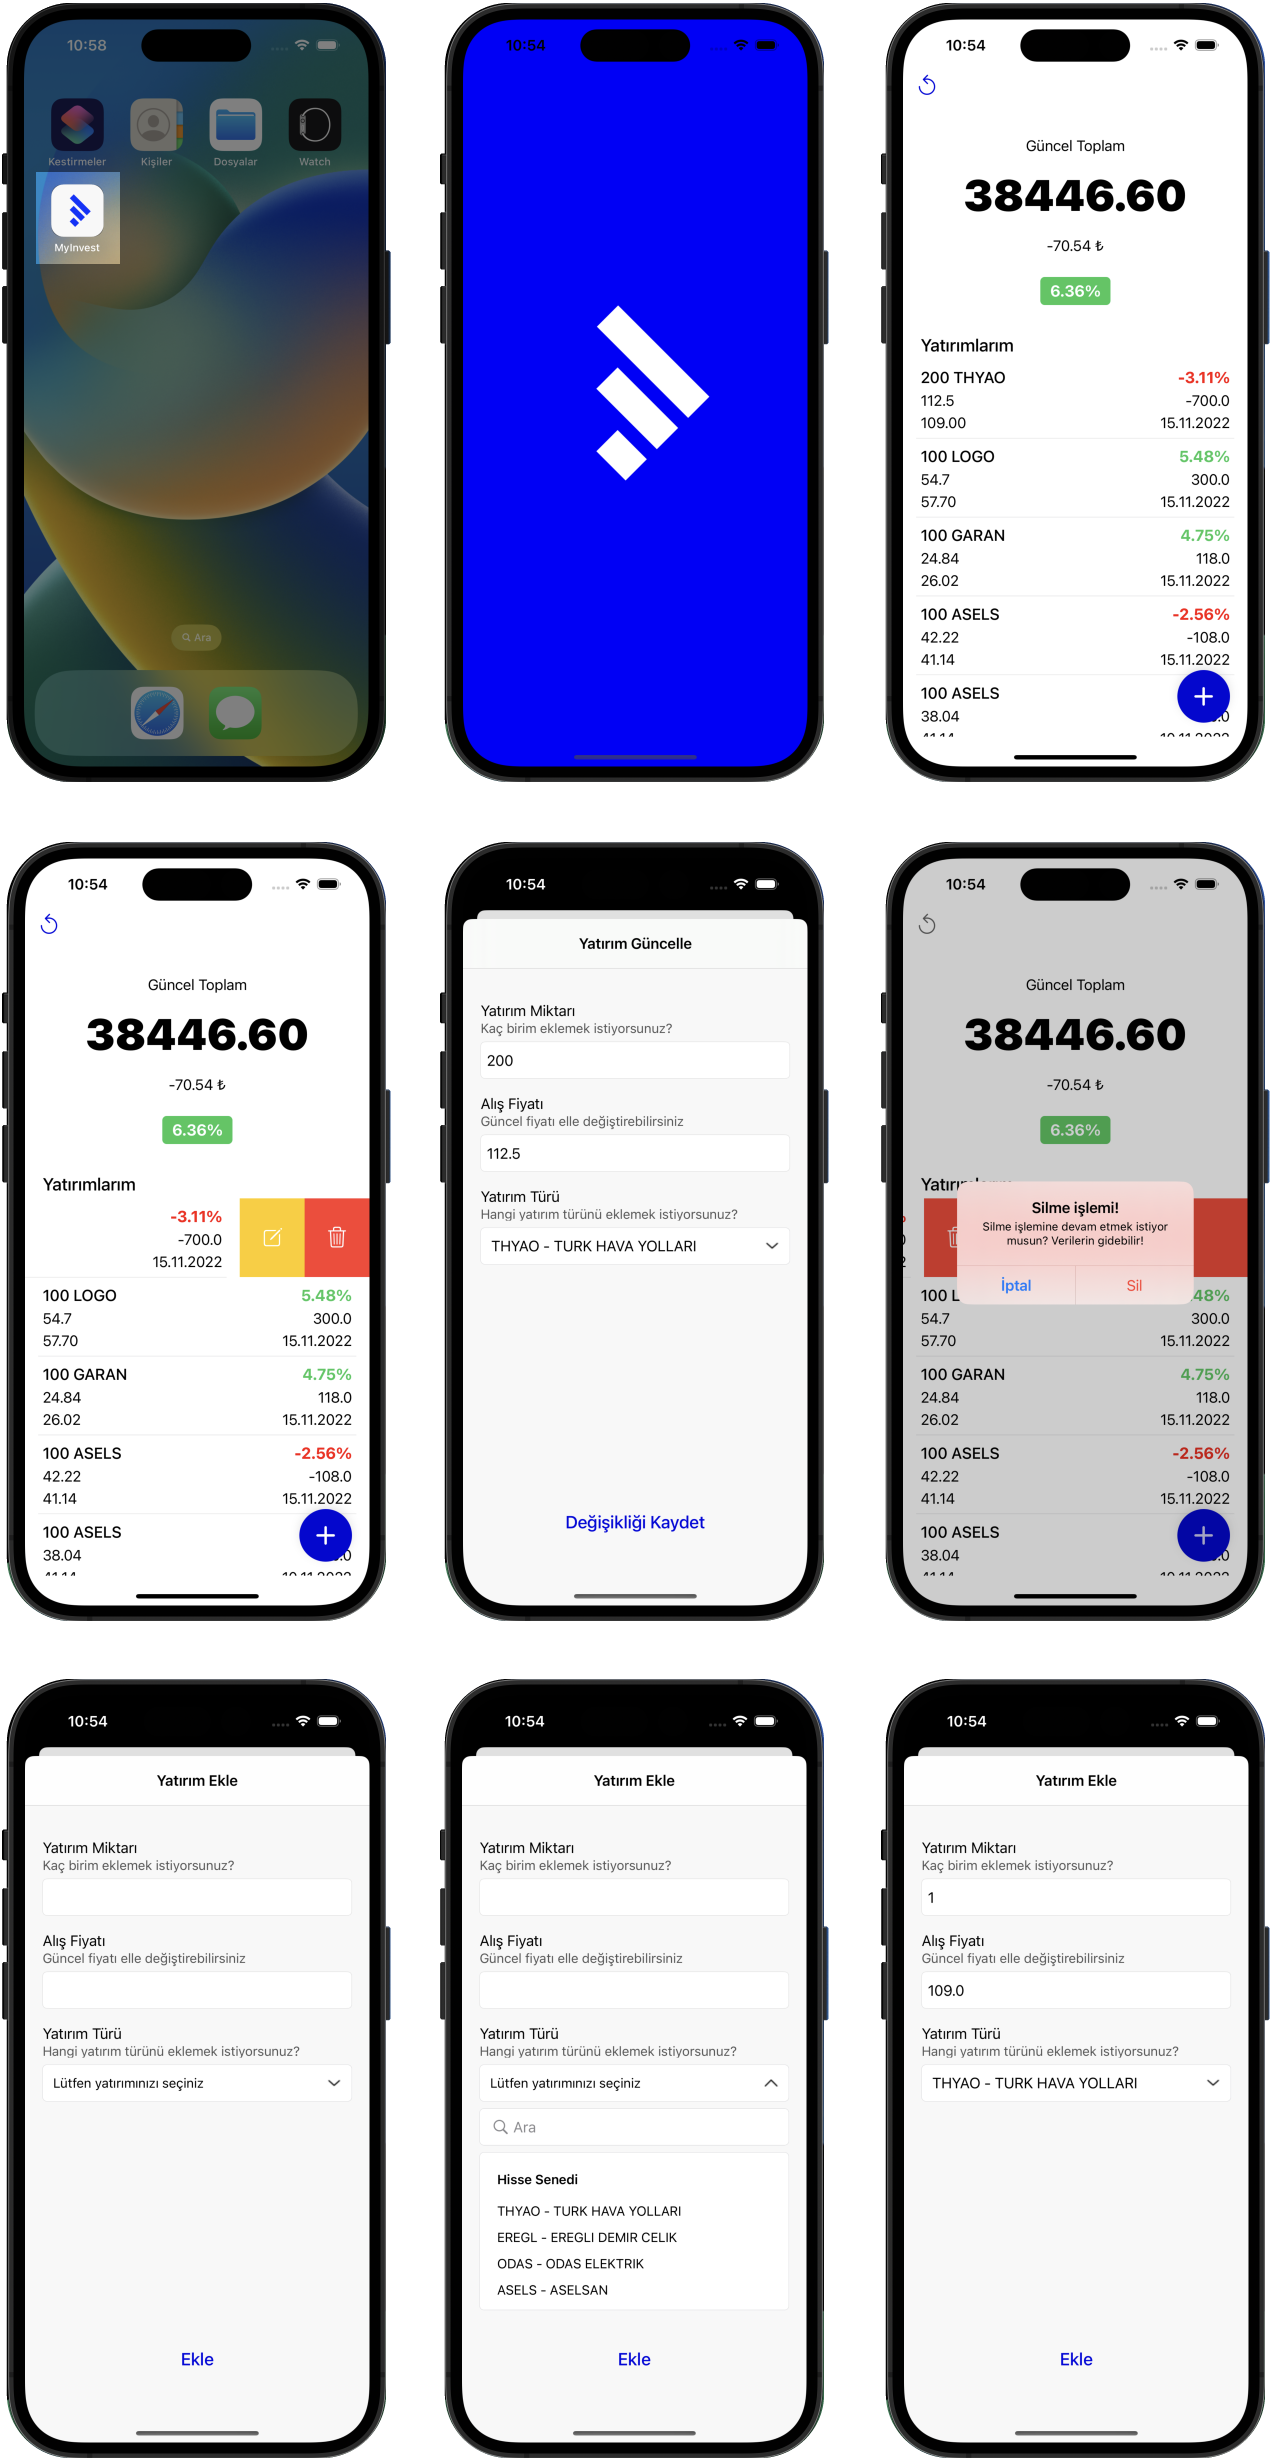 10:58
Kestirmeler
Kişiler
Dosyalar
Watch
MyInvest
Ara
10:54
10:54
Güncel Toplam
38446.60
-70.54 ₺
6.36%
Yatırımlarım
200 THYAO -3.11%
112.5 -700.0
109.00 15.11.2022
100 LOGO 5.48%
54.7 300.0
57.70 15.11.2022
100 GARAN 4.75%
24.84 118.0
26.02 15.11.2022
100 ASELS -2.56%
42.22 -108.0
41.14 15.11.2022
100 ASELS
38.04
41.14 10.11.2022
10:54
Güncel Toplam
38446.60
-70.54 ₺
6.36%
Yatırımlarım
-3.11%
-700.0
15.11.2022
100 LOGO 5.48%
54.7 300.0
57.70 15.11.2022
100 GARAN 4.75%
24.84 118.0
26.02 15.11.2022
100 ASELS -2.56%
42.22 -108.0
41.14 15.11.2022
100 ASELS
38.04
41.14 10.11.2022
10:54
Yatırım Güncelle
Yatırım Miktarı
Kaç birim eklemek istiyorsunuz?
200
Alış Fiyatı
Güncel fiyatı elle değiştirebilirsiniz
112.5
Yatırım Türü
Hangi yatırım türünü eklemek istiyorsunuz?
THYAO - TURK HAVA YOLLARI
Değişikliği Kaydet
10:54
Güncel Toplam
38446.60
-70.54 ₺
6.36%
Yatırımlarım
Silme işlemi!
Silme işlemine devam etmek istiyor
musun? Verilerin gidebilir!
İptal Sil
100 L 48%
54.7 300.0
57.70 15.11.2022
100 GARAN 4.75%
24.84 118.0
26.02 15.11.2022
100 ASELS -2.56%
42.22 -108.0
41.14 15.11.2022
100 ASELS
38.04
41.14 10.11.2022
10:54
Yatırım Ekle
Yatırım Miktarı
Kaç birim eklemek istiyorsunuz?
Alış Fiyatı
Güncel fiyatı elle değiştirebilirsiniz
Yatırım Türü
Hangi yatırım türünü eklemek istiyorsunuz?
Lütfen yatırımınızı seçiniz
Ekle
10:54
Yatırım Ekle
Yatırım Miktarı
Kaç birim eklemek istiyorsunuz?
Alış Fiyatı
Güncel fiyatı elle değiştirebilirsiniz
Yatırım Türü
Hangi yatırım türünü eklemek istiyorsunuz?
Lütfen yatırımınızı seçiniz
Ara
Hisse Senedi
THYAO - TURK HAVA YOLLARI
EREGL - EREGLI DEMIR CELIK
ODAS - ODAS ELEKTRIK
ASELS - ASELSAN
Ekle
10:54
Yatırım Ekle
Yatırım Miktarı
Kaç birim eklemek istiyorsunuz?
1
Alış Fiyatı
Güncel fiyatı elle değiştirebilirsiniz
109.0
Yatırım Türü
Hangi yatırım türünü eklemek istiyorsunuz?
THYAO - TURK HAVA YOLLARI
Ekle